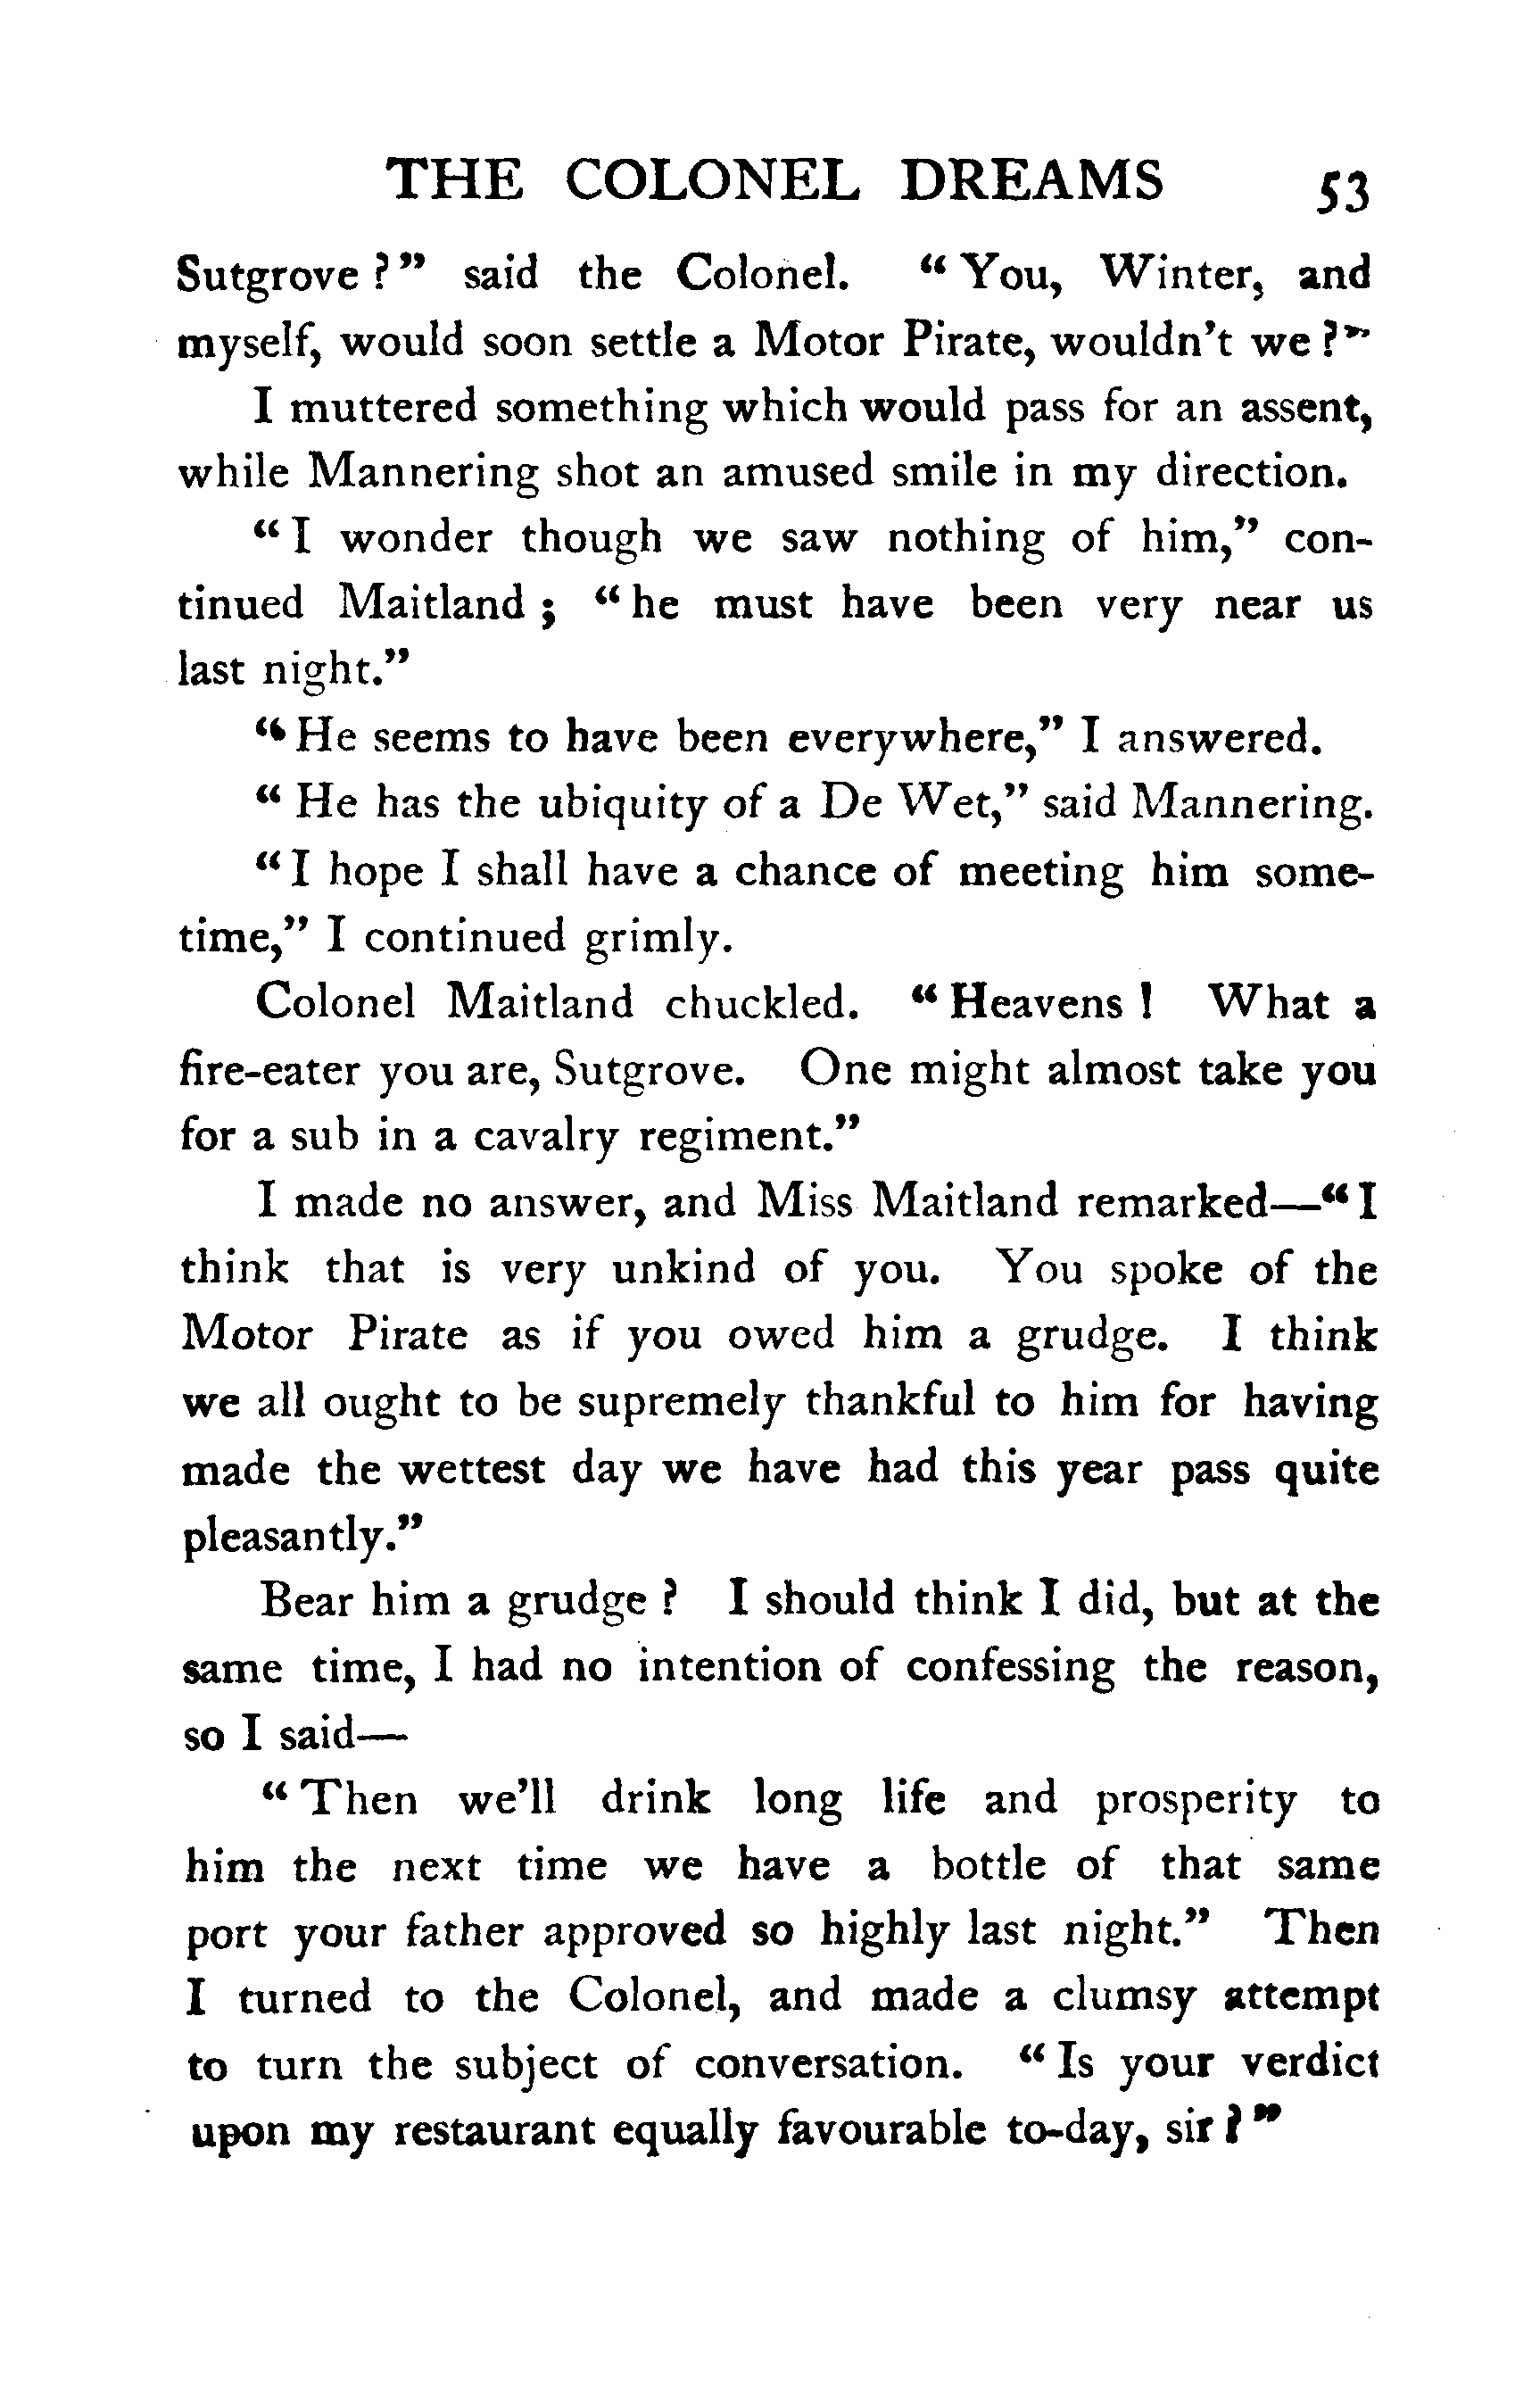 THE COLONEL DREAMS 53
Sutgrove ?" said the Colonel. "You, Winter, and
myself, would soon settle a Motor Pirate, wouldn't we ?"
I muttered something which would pass for an assent,
while Mannering shot an amused smile in my direction.
"I wonder though we saw nothing of him," con-
tinued Maitland ; "he must have been very near us
last night."
"He seems to have been everywhere," I answered.
"He has the ubiquity of a De Wet," said Mannering.
"I hope I shall have a chance of meeting him some-
time," I continued grimly.
Colonel Maitland chuckled. "Heavens ! What a
fire-eater you are, Sutgrove. One might almost take you
for a sub in a cavalry regiment."
I made no answer, and Miss Maitland remarked—"I
think that is very unkind of you. You spoke of the
Motor Pirate as if you owed him a grudge. I think
we all ought to be supremely thankful to him for having
made the wettest day we have had this year pass quite
pleasantly."
Bear him a grudge ? I should think I did, but at the
same time, I had no intention of confessing the reason,
so I said—
"Then we'll drink long life and prosperity to
him the next time we have a bottle of that same
port your father approved so highly last night." Then
I turned to the Colonel, and made a clumsy attempt
to turn the subject of conversation. "Is your verdict
upon my restaurant equally favourable to-day, sir ?"